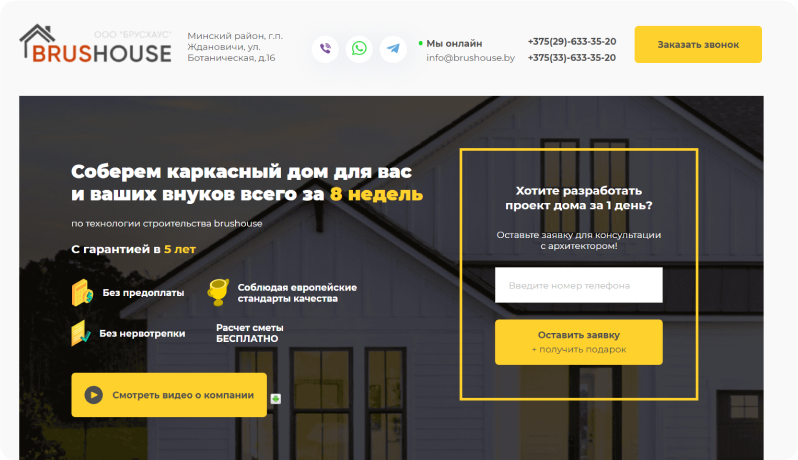 ООО "БРУСХАУС"
BRUSHOUSE
Минский район, г.п.
Ждановичи, ул.
Ботаническая, д.16
Мы онлайн
info@brushouse.by
+375(29)-633-35-20
+375(33)-633-35-20
Заказать звонок
Соберем каркасный дом для вас
и ваших внуков всего за 8 недель
по технологии строительства brushouse
С гарантией в 5 лет
Без предоплаты
Соблюдая европейские
стандарты качества
Без нервотрепки
Расчет сметы
БЕСПЛАТНО
Смотреть видео о компании
Хотите разработать
проект дома за 1 день?
Оставьте заявку для консультации
с архитектором!
Введите номер телефона
Оставить заявку
+ получить подарок